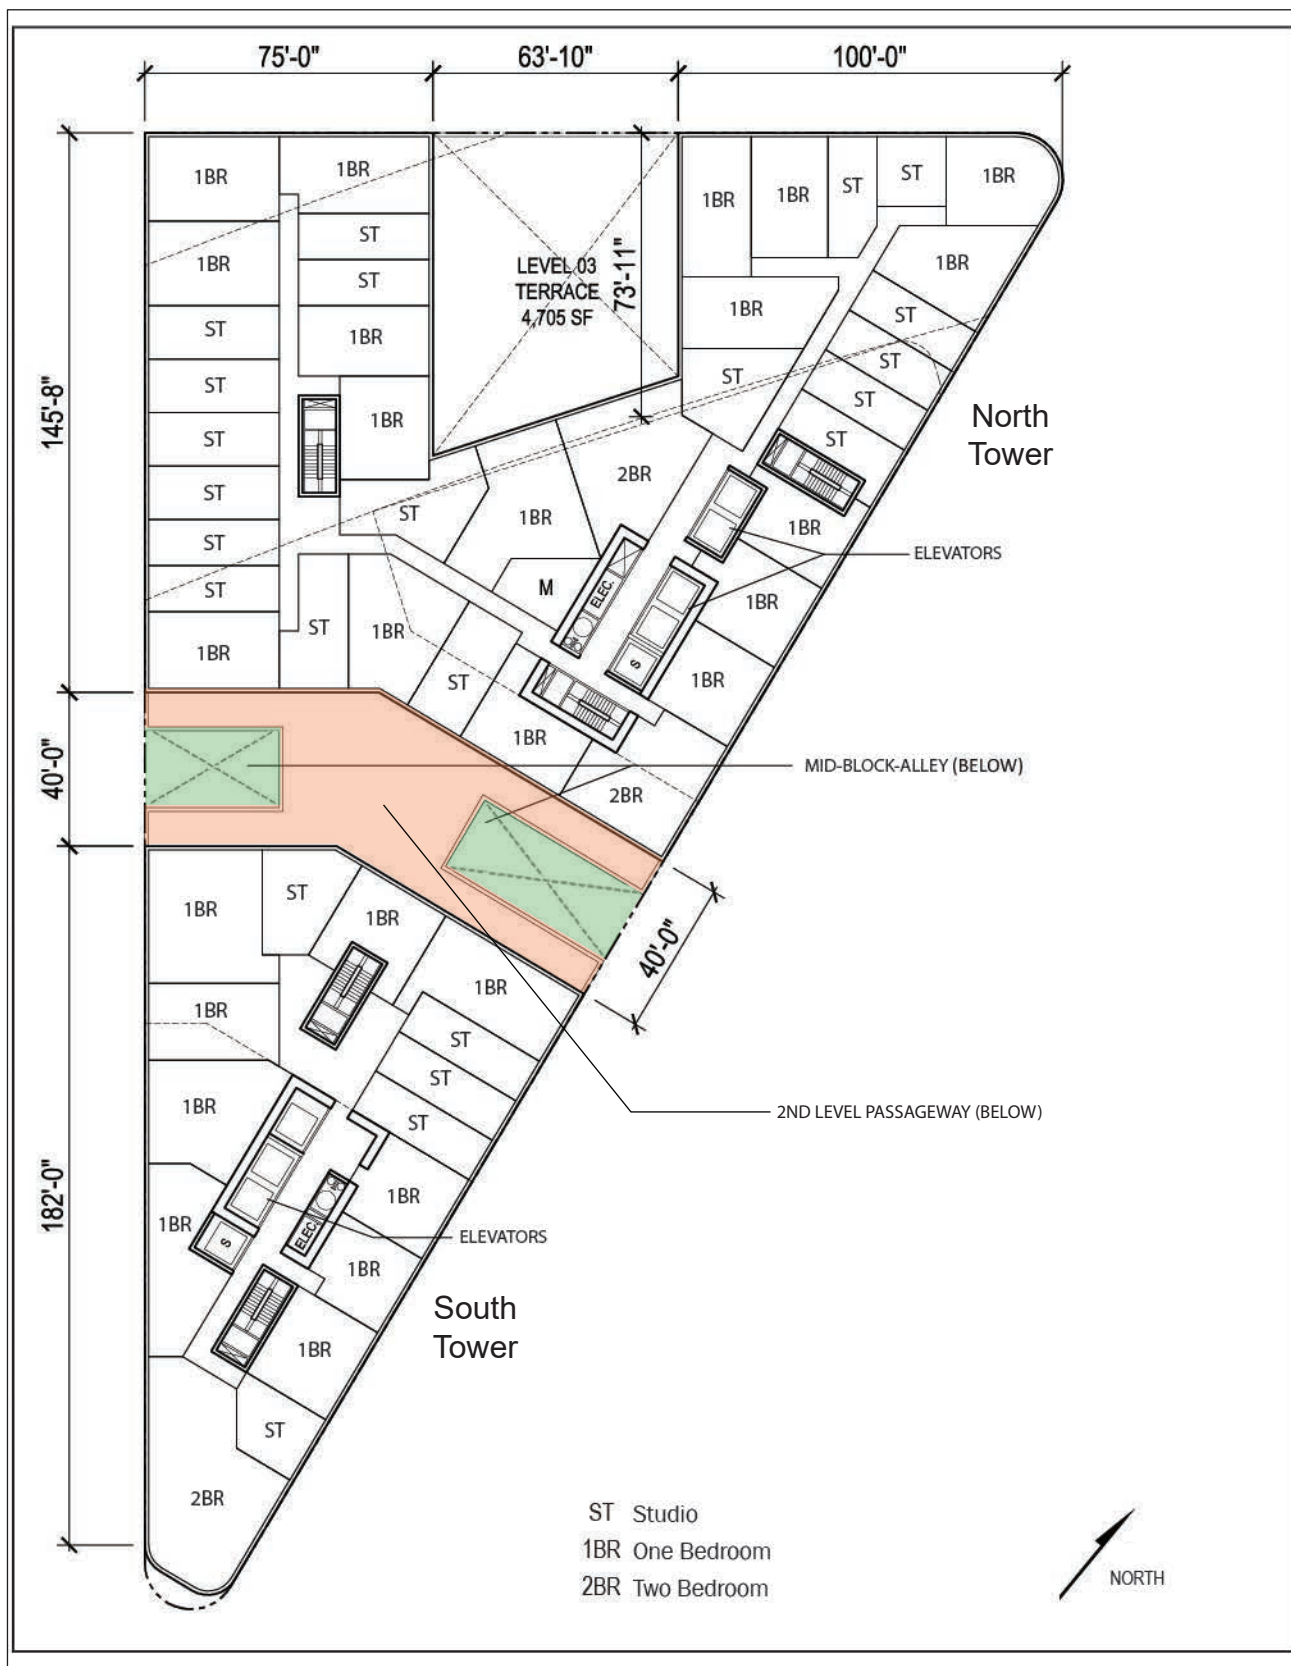 75'-0"
63'-10"
100'-0"
1BR
1BR
1BR
1BR
ST
ST
1BR
ST
1BR
1BR
LEVEL 03
TERRACE
4,705 SF
73'-11"
ST
1BR
ST
1BR
ST
ST
1BR
ST
145'-8"
ST
ST
ST
North
Tower
1BR
ST
ST
2BR
ST
ST
1BR
1BR
ELEVATORS
ST
ST
M
ELEC.
1BR
1BR
ST
1BR
S
ST
1BR
1BR
40'-0"
MID-BLOCK-ALLEY (BELOW)
2BR
1BR
ST
1BR
40'-0"
1BR
1BR
ST
ST
1BR
ST
2ND LEVEL PASSAGEWAY (BELOW)
182'-0"
1BR
1BR
ELEC.
S
ELEVATORS
1BR
South
Tower
1BR
ST
2BR
ST Studio
1BR One Bedroom
2BR Two Bedroom
NORTH